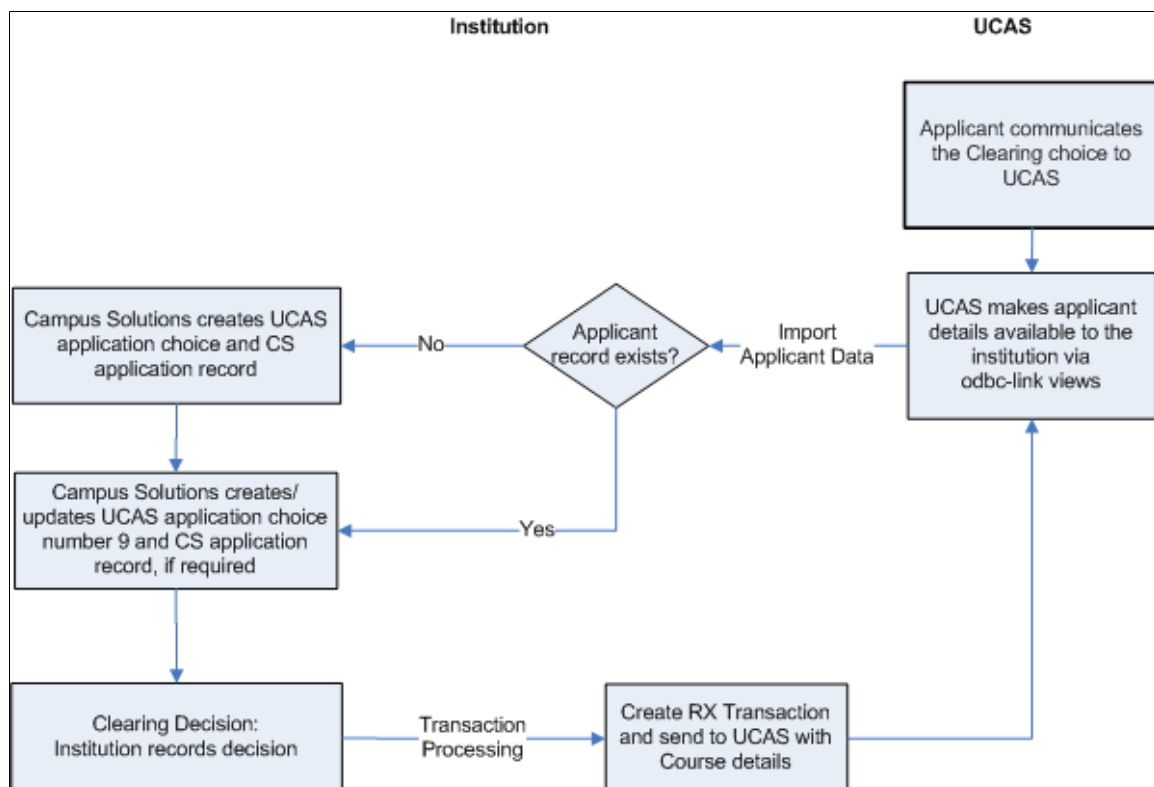 Institution
UCAS
Applicant communicates
the Clearing choice to
UCAS
UCAS makes applicant
details available to the
institution via
odbc-link views
Import
Applicant Data
Applicant
record exists?
No
Campus Solutions creates UCAS
application choice and CS
application record
Yes
Campus Solutions creates/
updates UCAS application choice
number 9 and CS application
record, if required
Clearing Decision:
Institution records decision
Transaction
Processing
Create RX Transaction
and send to UCAS with
Course details